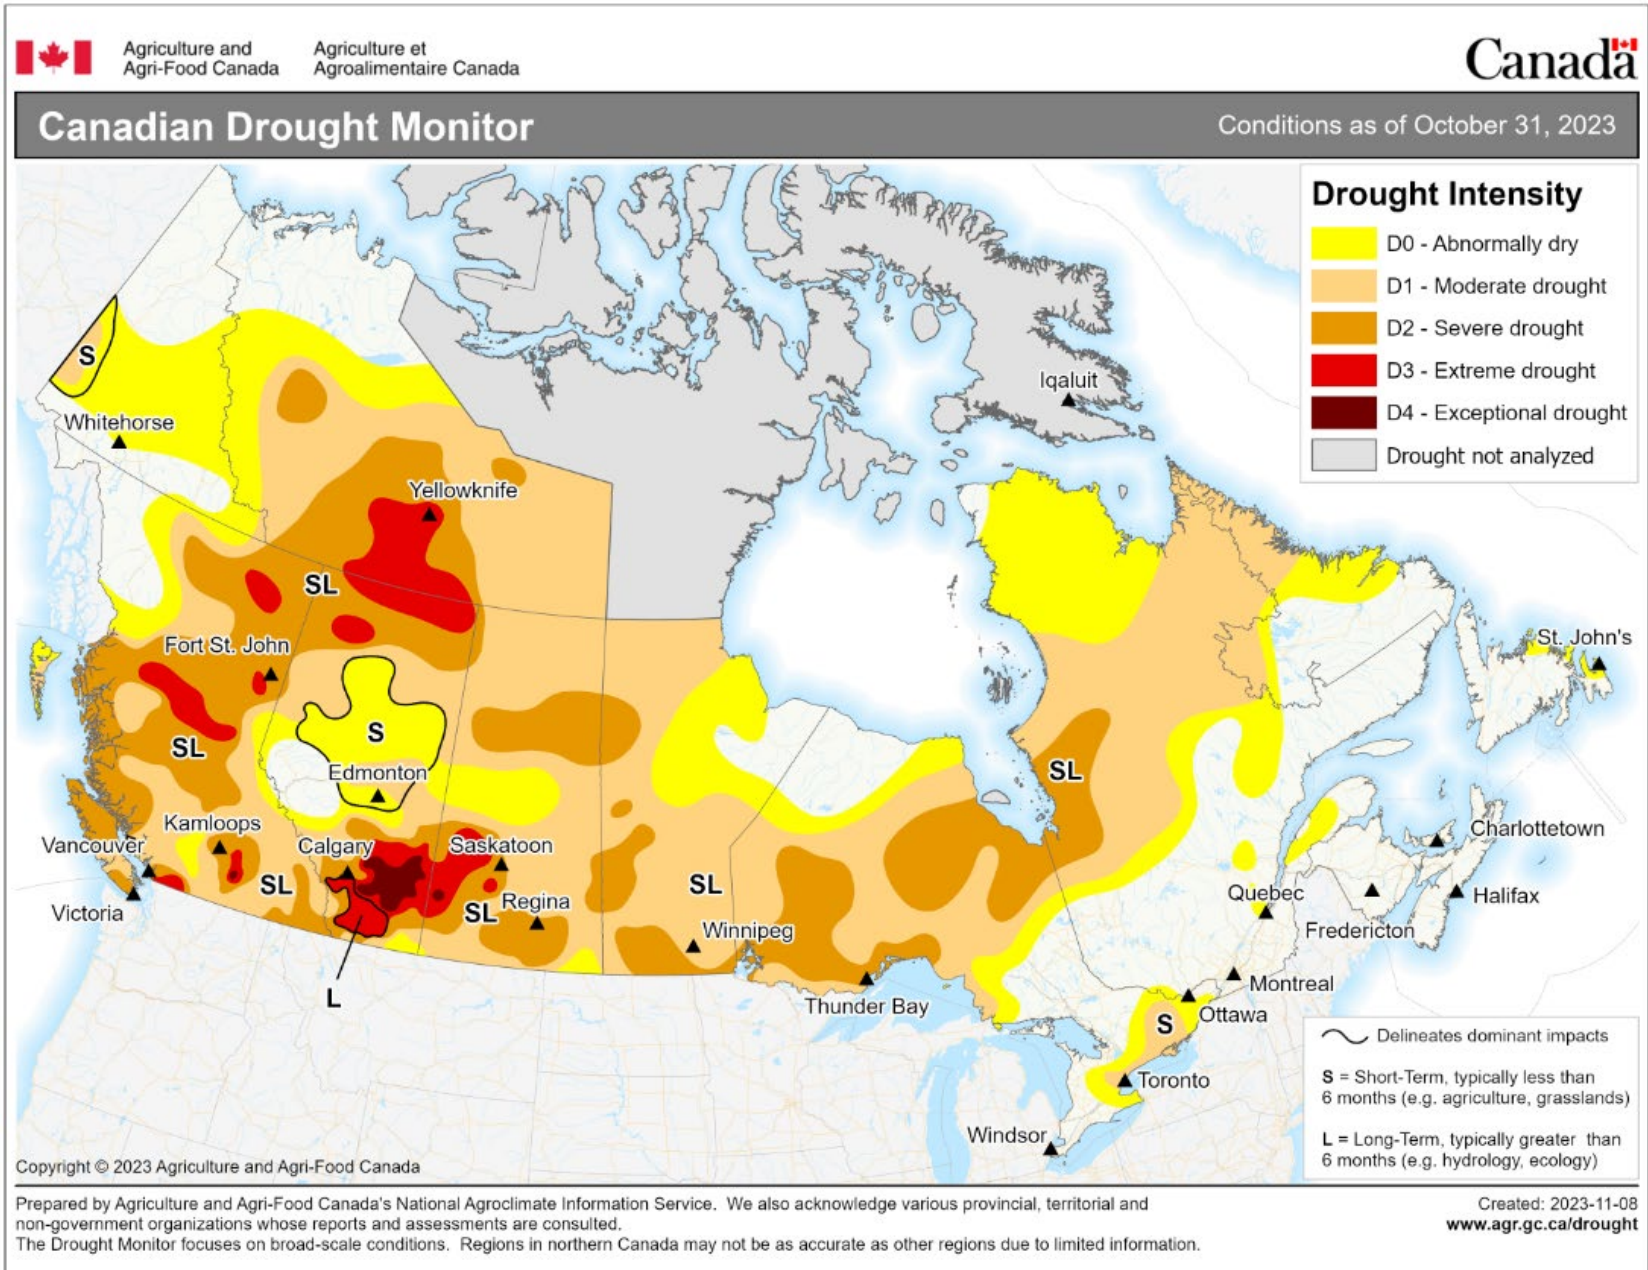 Agriculture and
Agri-Food Canada
Agriculture et
Agroalimentaire Canada
Canada
Canadian Drought Monitor
Conditions as of October 31, 2023
Drought Intensity
D0 - Abnormally dry
D1 - Moderate drought
D2 - Severe drought
D3 - Extreme drought
D4 - Exceptional drought
Drought not analyzed
S
Iqaluit
Whitehorse
Yellowknife
SL
Fort St. John
St. John's
S
SL
SL
Edmonton
Kamloops
Vancouver
Calgary
Saskatoon
Charlottetown
SL
SL
Quebec
Halifax
Victoria
SL
Regina
Winnipeg
Fredericton
L
Thunder Bay
Montreal
Ottawa
S
Toronto
Windsor
Delineates dominant impacts
S = Short-Term, typically less than
6 months (e.g. agriculture, grasslands)
L = Long-Term, typically greater than
6 months (e.g. hydrology, ecology)
Copyright © 2023 Agriculture and Agri-Food Canada
Prepared by Agriculture and Agri-Food Canada's National Agroclimate Information Service. We also acknowledge various provincial, territorial and
non-government organizations whose reports and assessments are consulted.
The Drought Monitor focuses on broad-scale conditions. Regions in northern Canada may not be as accurate as other regions due to limited information.
Created: 2023-11-08
www.agr.gc.ca/drought